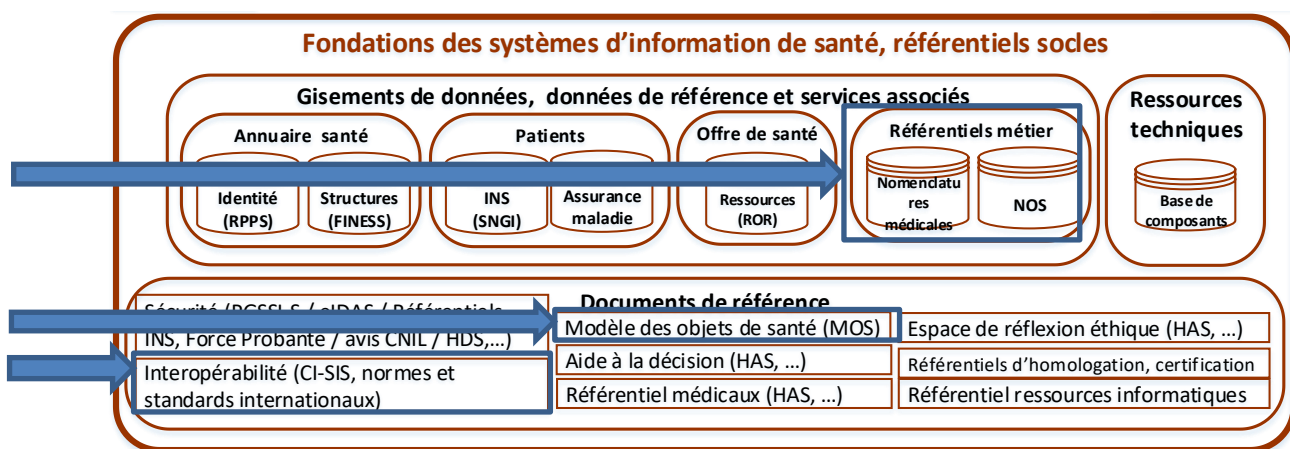 Fondations des systèmes d'information de santé, référentiels socles
Gisements de données, données de référence et services associés
Ressources
techniques
Annuaire santé
Patients
Offre de santé
Référentiels métier
Identité
(RPPS)
Structures
(FINESS)
INS
(SNGI)
Assurance
maladie
Ressources
(ROR)
Nomenclatu
res
médicales
NOS
Base de
composants
Documents de référence
Sécurité (PGSSI-S / eIDAS / Référentiels
INS, Force Probante / avis CNIL / HDS,...)
Interopérabilité (CI-SIS, normes et
standards internationaux)
Modèle des objets de santé (MOS)
Aide à la décision (HAS, ...)
Référentiel médicaux (HAS, ...)
Espace de réflexion éthique (HAS, ...)
Référentiels d'homologation, certification
Référentiel ressources informatiques